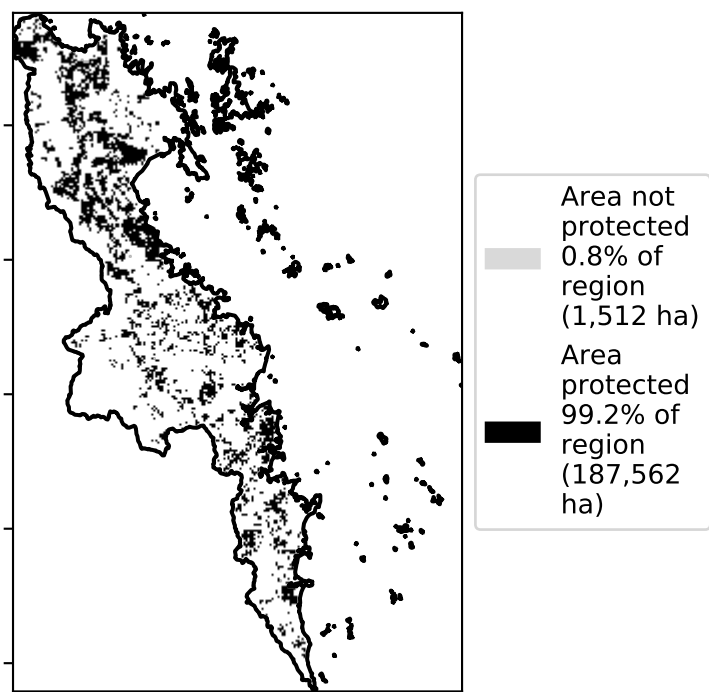 Area not
protected
0.8% of
region
(1,512 ha)
Area
protected
99.2% of
region
(187,562
ha)